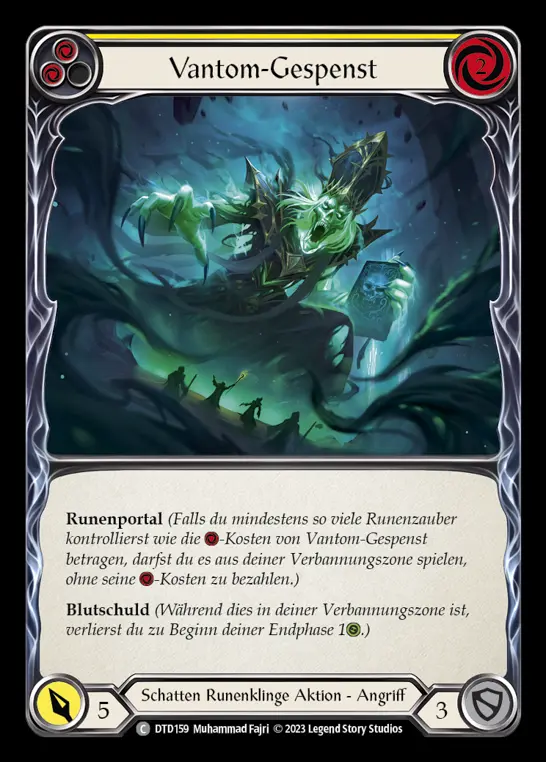 2
Vantom-Gespenst
Runenportal (Falls du mindestens so viele Runenzauber
kontrollierst wie die -Kosten von Vantom-Gespenst
betragen, darfst du es aus deiner Verbannungszone spielen,
ohne seine -Kosten zu bezahlen.)
Blutschuld (Während dies in deiner Verbannungszone ist,
verlierst du zu Beginn deiner Endphase 1.)
5
Schatten Runenklinge Aktion - Angriff
3
C DTD159 Muhammad Fajri © 2023 Legend Story Studios